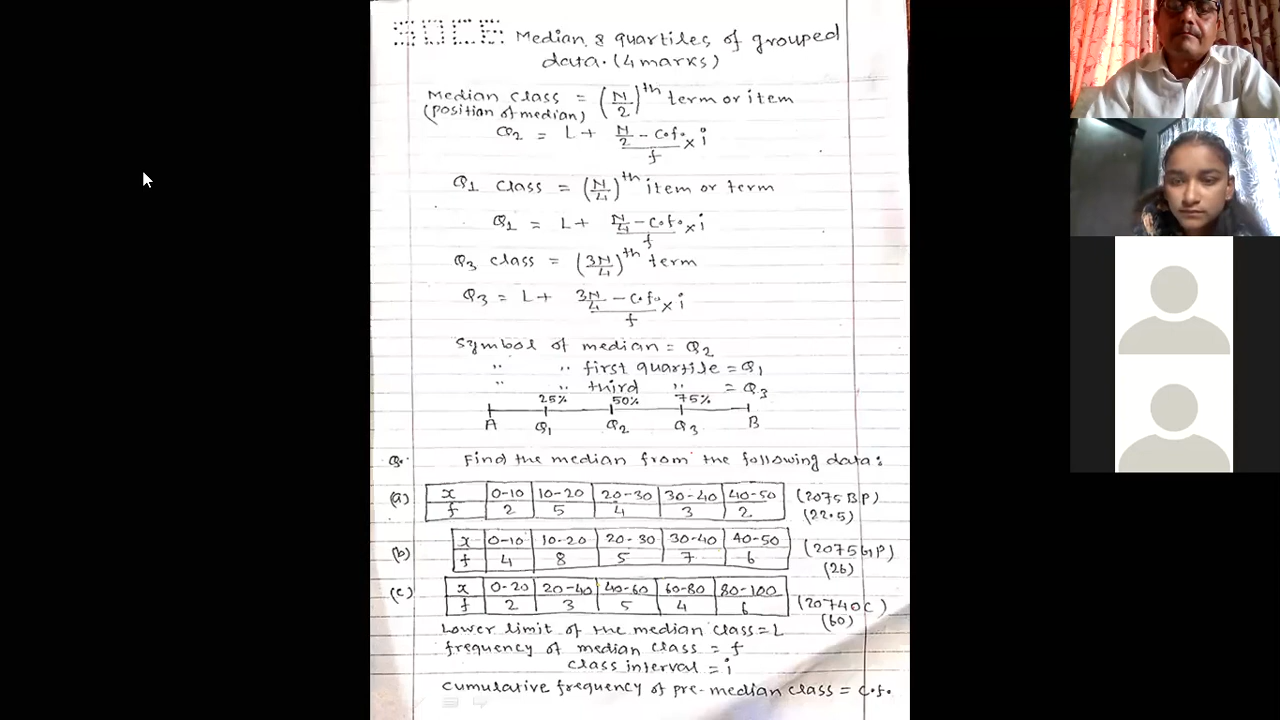 SOCE Median & quartiles of grouped
data. (4 marks)
Median class = (N/2)th term or item
(position of median)
Q2 = L + (N/2 - c.f.)/f × i
Q1 class = (N/4)th item or term
Q1 = L + (N/4 - c.f.)/f × i
Q3 class = (3N/4)th term
Q3 = L + (3N/4 - c.f.)/f × i
Symbol of median = Q2
,, ,, first quartile = Q1
,, ,, third ,, = Q3
25% 50% 75%
A Q1 Q2 Q3 B
Q. Find the median from the following data:
(a) x 0-10 10-20 20-30 30-40 40-50 (2075 BP)
f 2 5 4 3 2 (22.5)
(b) x 0-10 10-20 20-30 30-40 40-50 (2075 GP)
f 4 8 5 7 6 (26)
(c) x 0-20 20-40 40-60 60-80 80-100 (2074 OC)
f 2 3 5 4 6 (60)
Lower limit of the median class = L
frequency of median class = f
class interval = i
cumulative frequency of pre-median class = c.f.